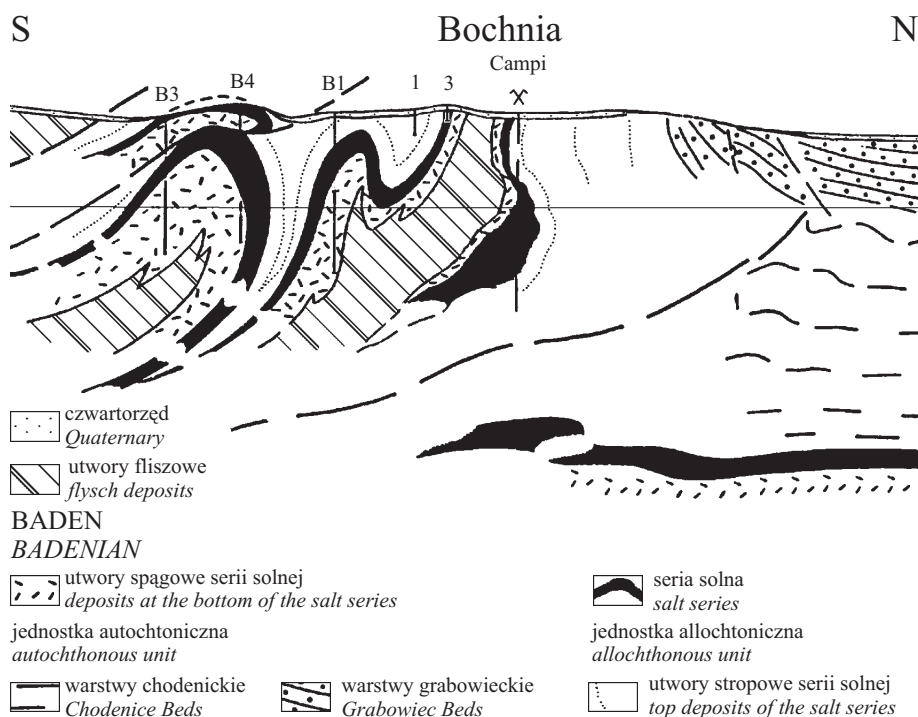 S Bochnia N
Campi
B3 B4 B1 1 3
czwartorzęd
Quaternary
utwory fliszowe
flysch deposits
BADEN
BADENIAN
utwory spągowe serii solnej
deposits at the bottom of the salt series
seria solna
salt series
jednostka autochtoniczna
autochthonous unit
jednostka allochtoniczna
allochthonous unit
warstwy chodenickie
Chodenice Beds
warstwy grabowieckie
Grabowiec Beds
utwory stropowe serii solnej
top deposits of the salt series